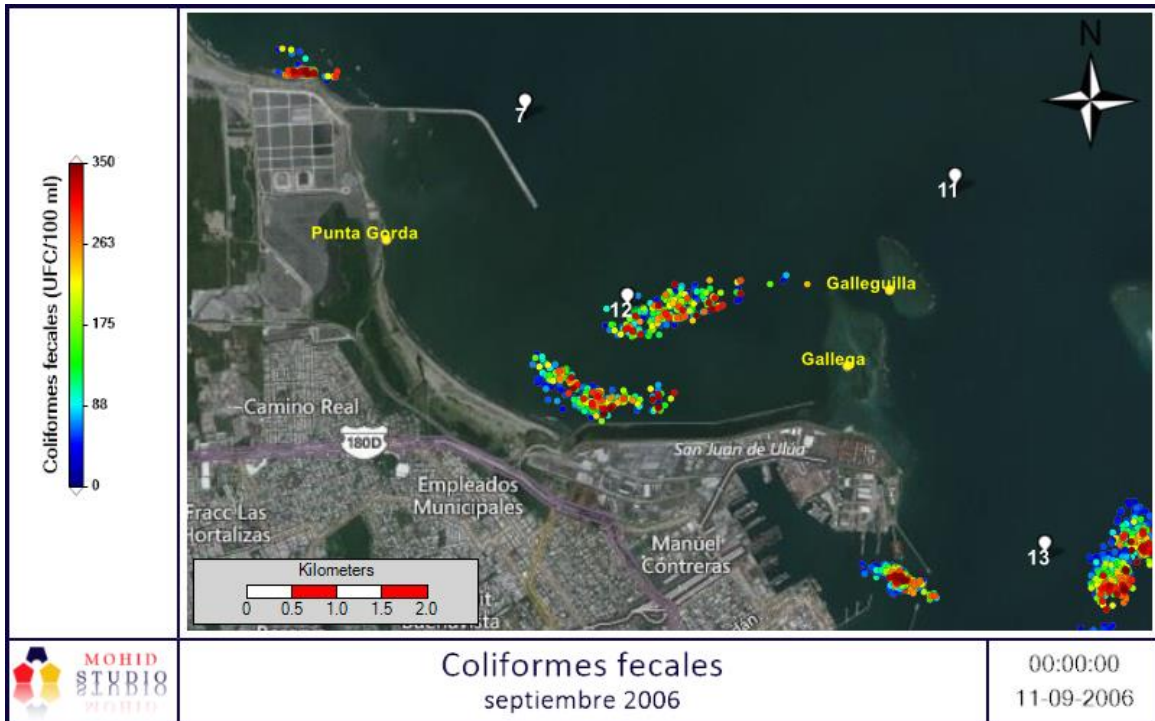 Coliformes fecales (UFC/100 ml)
350
263
175
88
0
N
7
11
Punta Gorda
Galleguilla
12
Gallega
Camino Real
180D
San Juan de Ulúa
Empleados
Municipales
Fracc Las
Hortalizas
Manuel
Contreras
13
Kilometers
0 0.5 1.0 1.5 2.0
MOHID
STUDIO
Coliformes fecales
septiembre 2006
00:00:00
11-09-2006